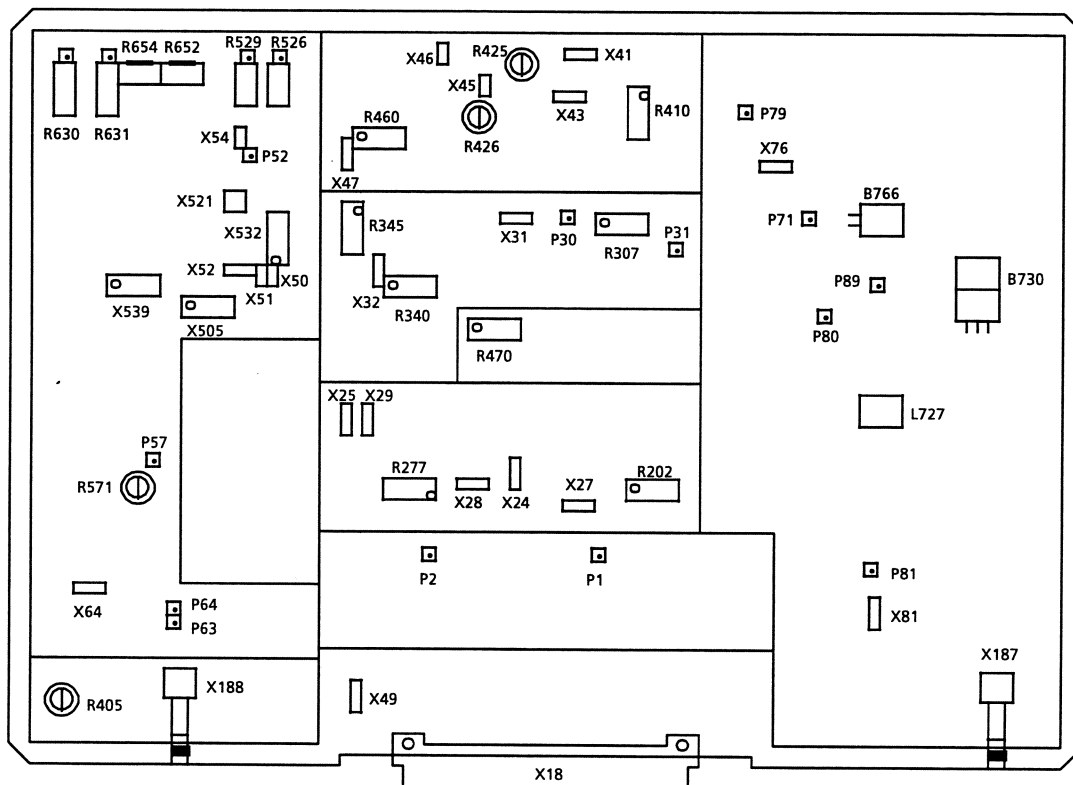 R654 R652
R529 R526
R630
R631
X54
P52
X521
X532
X52
X51
X50
X539
X505
P57
R571
X64
P64
P63
R405
X188
X46
R425
X41
X45
X43
R410
R460
R426
X47
R345
X31
P30
R307
P31
X32
R340
R470
X25 X29
R277
X28
X24
X27
R202
P2
P1
X49
X18
P79
X76
B766
P71
P89
B730
P80
L727
P81
X81
X187